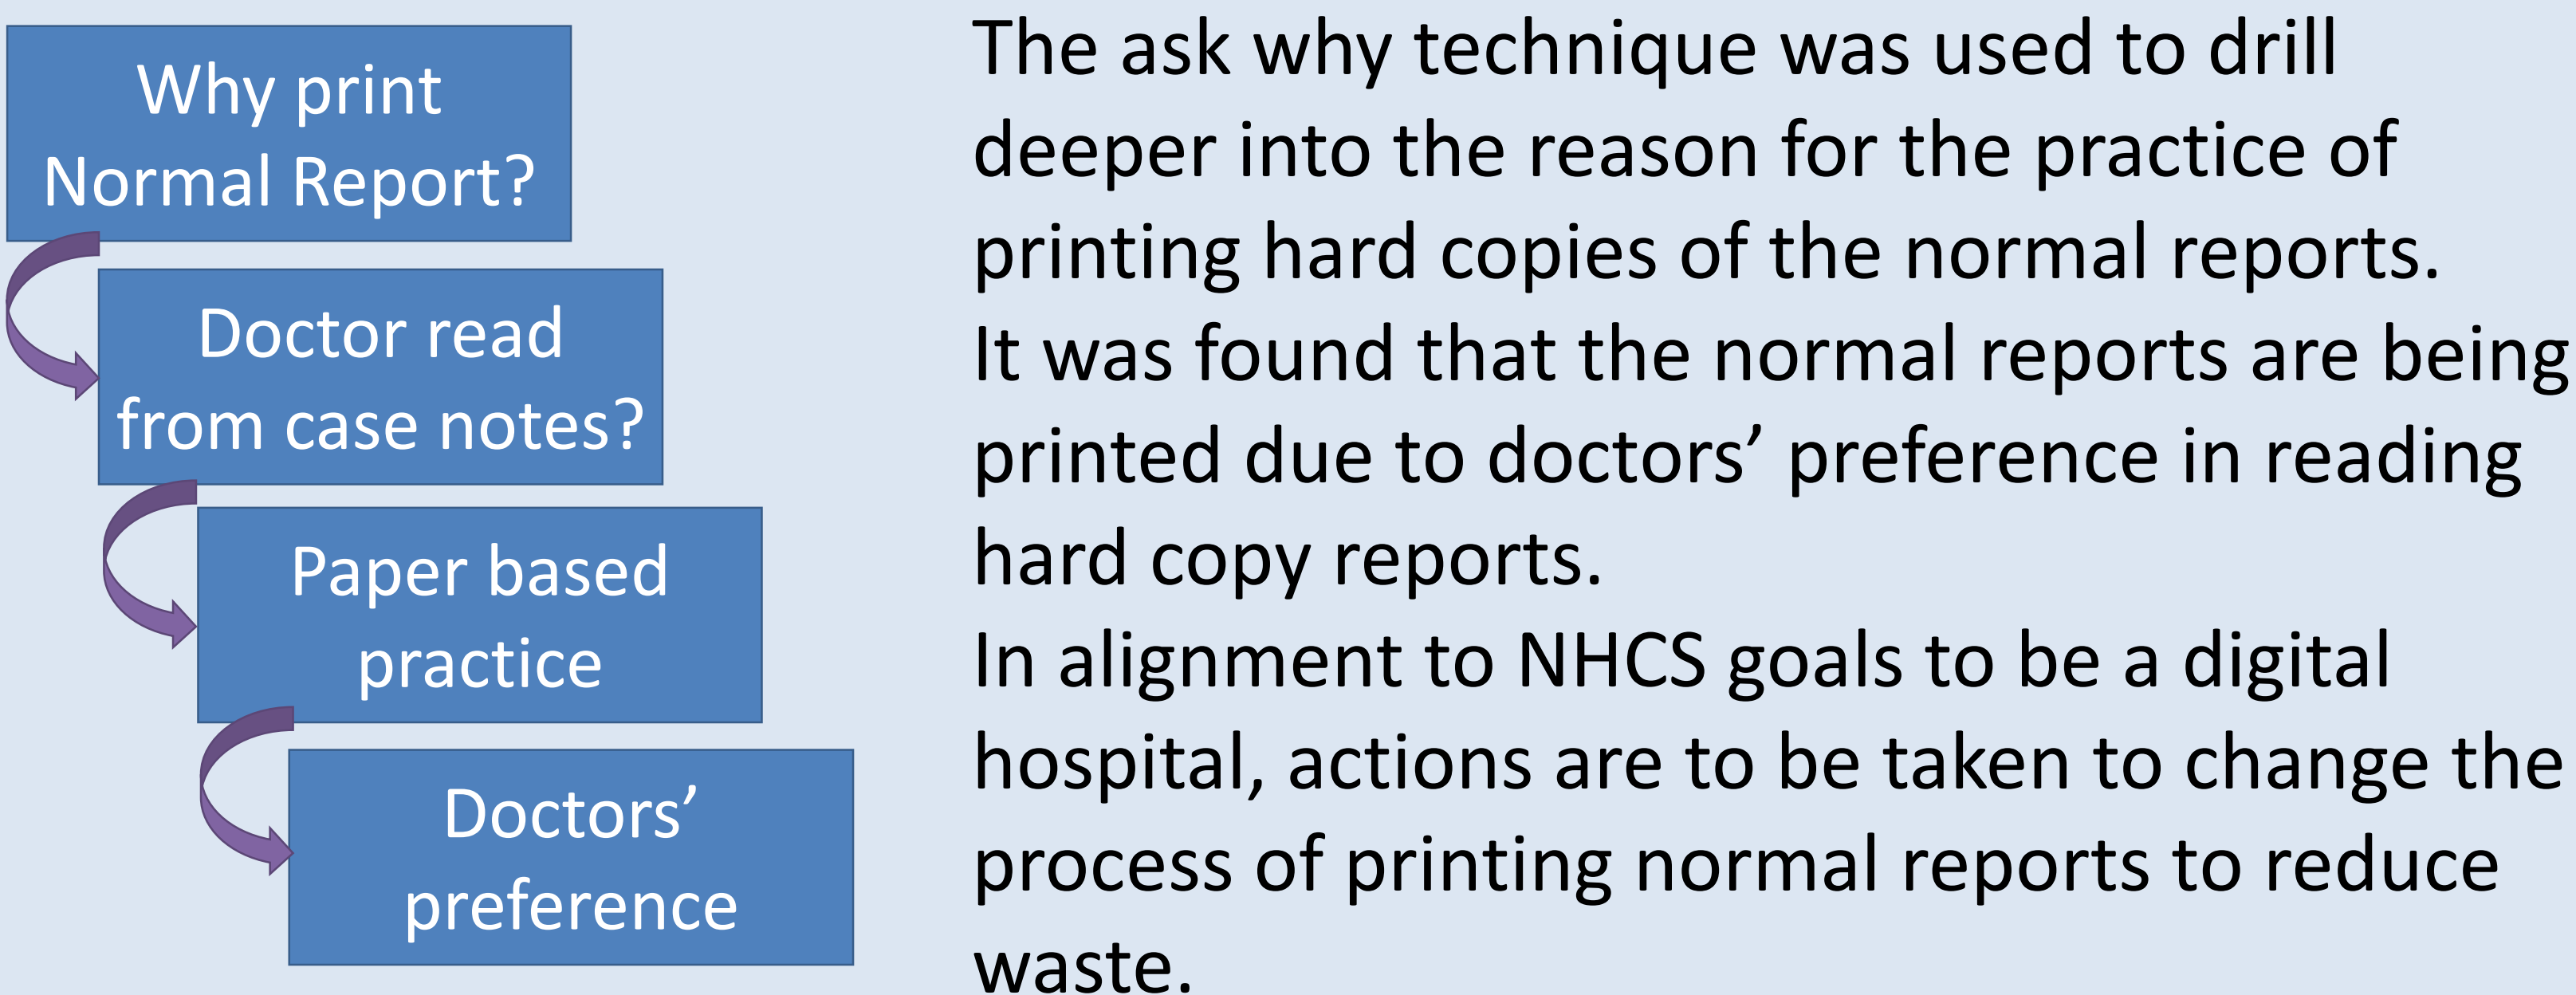 Why print
Normal Report?
Doctor read
from case notes?
Paper based
practice
Doctors’
preference
The ask why technique was used to drill
deeper into the reason for the practice of
printing hard copies of the normal reports.
It was found that the normal reports are being
printed due to doctors’ preference in reading
hard copy reports.
In alignment to NHCS goals to be a digital
hospital, actions are to be taken to change the
process of printing normal reports to reduce
waste.